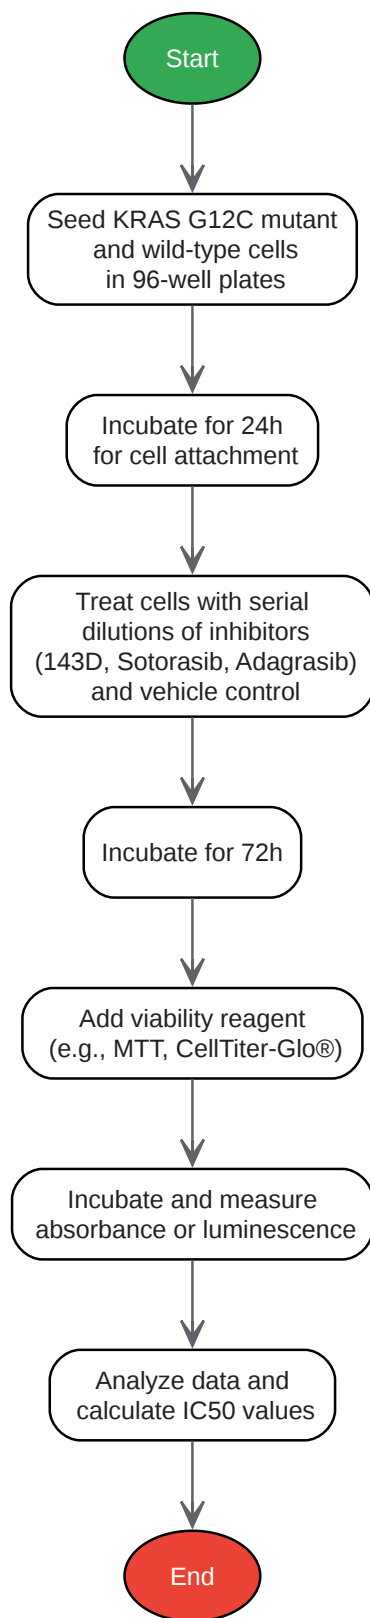 Start
Seed KRAS G12C mutant
and wild-type cells
in 96-well plates
Incubate for 24h
for cell attachment
Treat cells with serial
dilutions of inhibitors
(143D, Sotorasib, Adagrasib)
and vehicle control
Incubate for 72h
Add viability reagent
(e.g., MTT, CellTiter-Glo®)
Incubate and measure
absorbance or luminescence
Analyze data and
calculate IC50 values
End